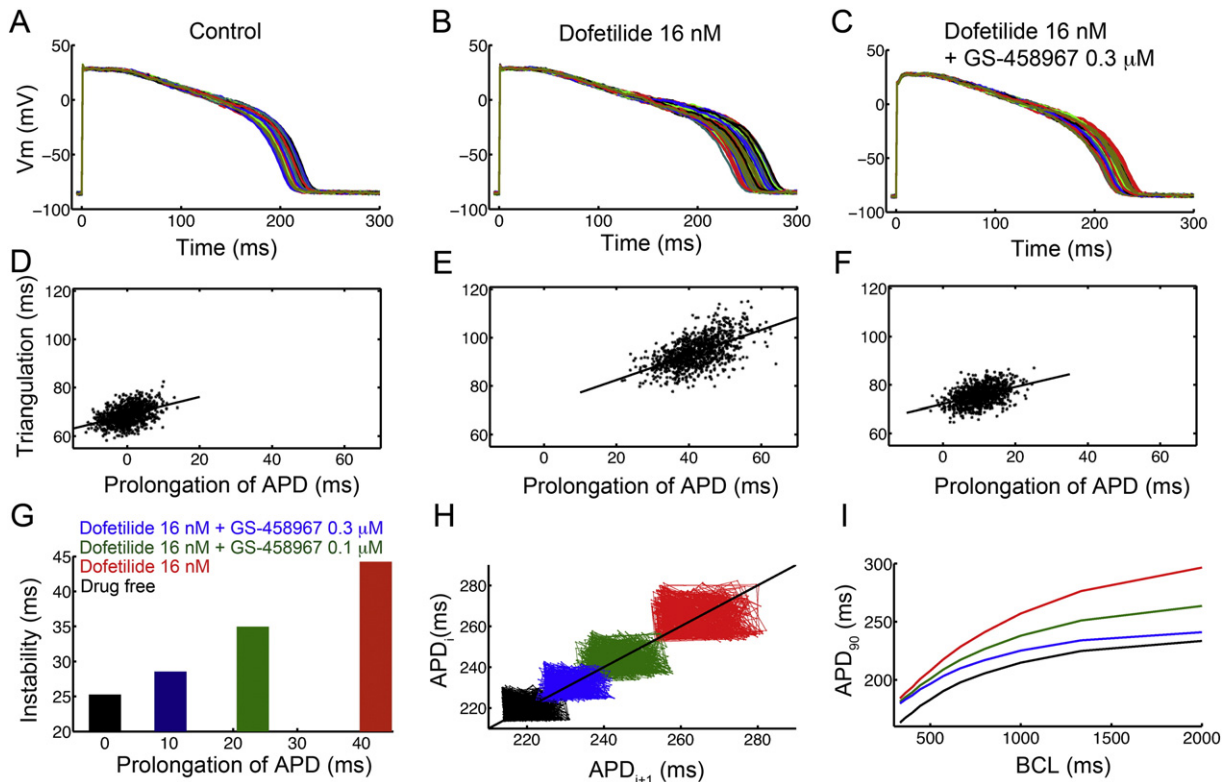 A
Control
B
Dofetilide 16 nM
C
Dofetilide 16 nM
+ GS-458967 0.3 μM
50
0
−50
−100
Vm (mV)
0
100
200
300
Time (ms)
50
0
−50
−100
0
100
200
300
Time (ms)
50
0
−50
−100
0
100
200
300
Time (ms)
D
120
100
80
60
Triangulation (ms)
0
20
40
60
Prolongation of APD (ms)
E
120
100
80
60
0
20
40
60
Prolongation of APD (ms)
F
120
100
80
60
0
20
40
60
Prolongation of APD (ms)
G
Dofetilide 16 nM + GS-458967 0.3 μM
Dofetilide 16 nM + GS-458967 0.1 μM
Dofetilide 16 nM
Drug free
45
40
35
30
25
20
Instability (ms)
0
10
20
30
40
Prolongation of APD (ms)
H
280
260
240
220
APDi(ms)
220
240
260
280
APDi+1 (ms)
I
300
250
200
APD90 (ms)
500
1000
1500
2000
BCL (ms)